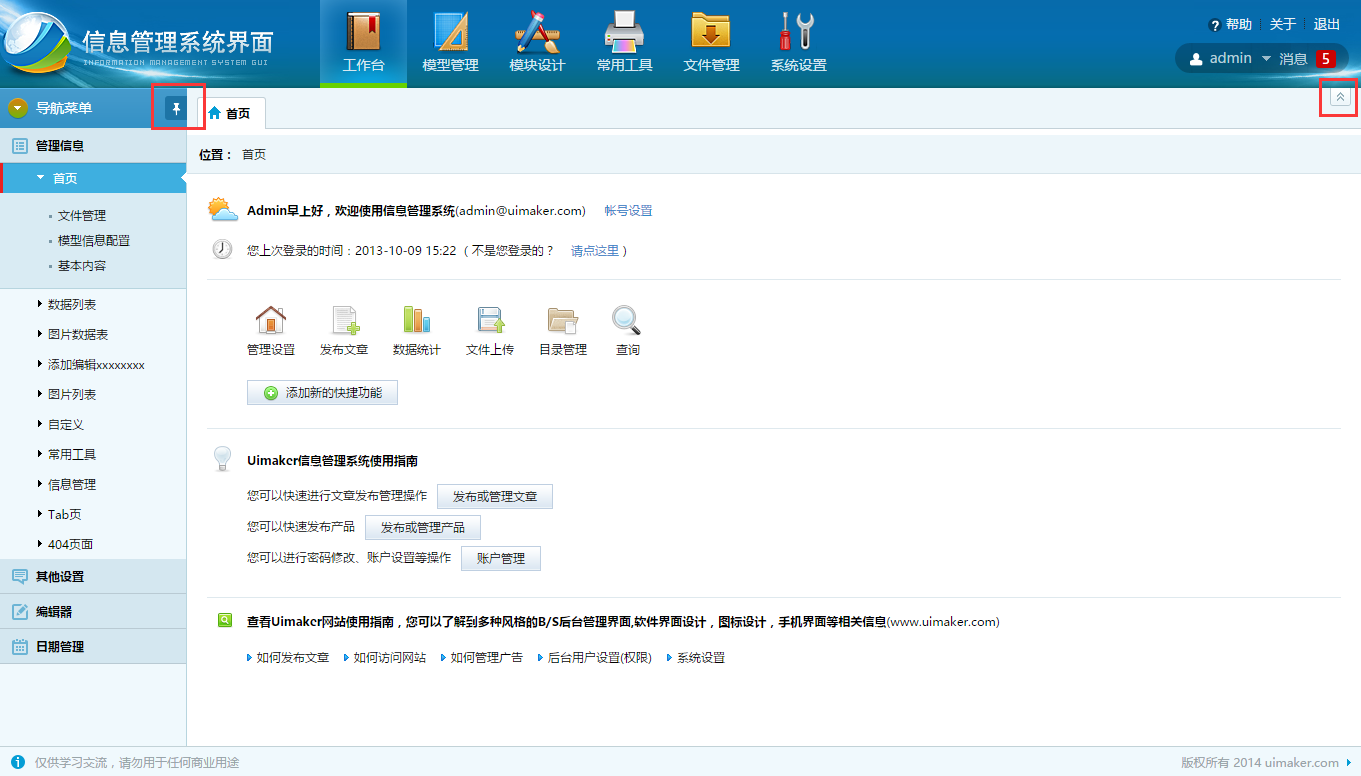 信息管理系统界面
INFORMATION MANAGEMENT SYSTEM GUI
工作台 模型管理 模块设计 常用工具 文件管理 系统设置
帮助 关于 退出
admin 消息 5
导航菜单
首页
管理信息
位置： 首页
首页
文件管理
模型信息配置
基本内容
数据列表
图片数据表
添加编辑xxxxxxxx
图片列表
自定义
常用工具
信息管理
Tab页
404页面
其他设置
编辑器
日期管理
Admin早上好，欢迎使用信息管理系统(admin@uimaker.com) 帐号设置
您上次登录的时间：2013-10-09 15:22 （不是您登录的？ 请点这里）
管理设置 发布文章 数据统计 文件上传 目录管理 查询
添加新的快捷功能
Uimaker信息管理系统使用指南
您可以快速进行文章发布管理操作 发布或管理文章
您可以快速发布产品 发布或管理产品
您可以进行密码修改、账户设置等操作 账户管理
查看Uimaker网站使用指南，您可以了解到多种风格的B/S后台管理界面,软件界面设计，图标设计，手机界面等相关信息(www.uimaker.com)
如何发布文章 如何访问网站 如何管理广告 后台用户设置(权限) 系统设置
仅供学习交流，请勿用于任何商业用途
版权所有 2014 uimaker.com